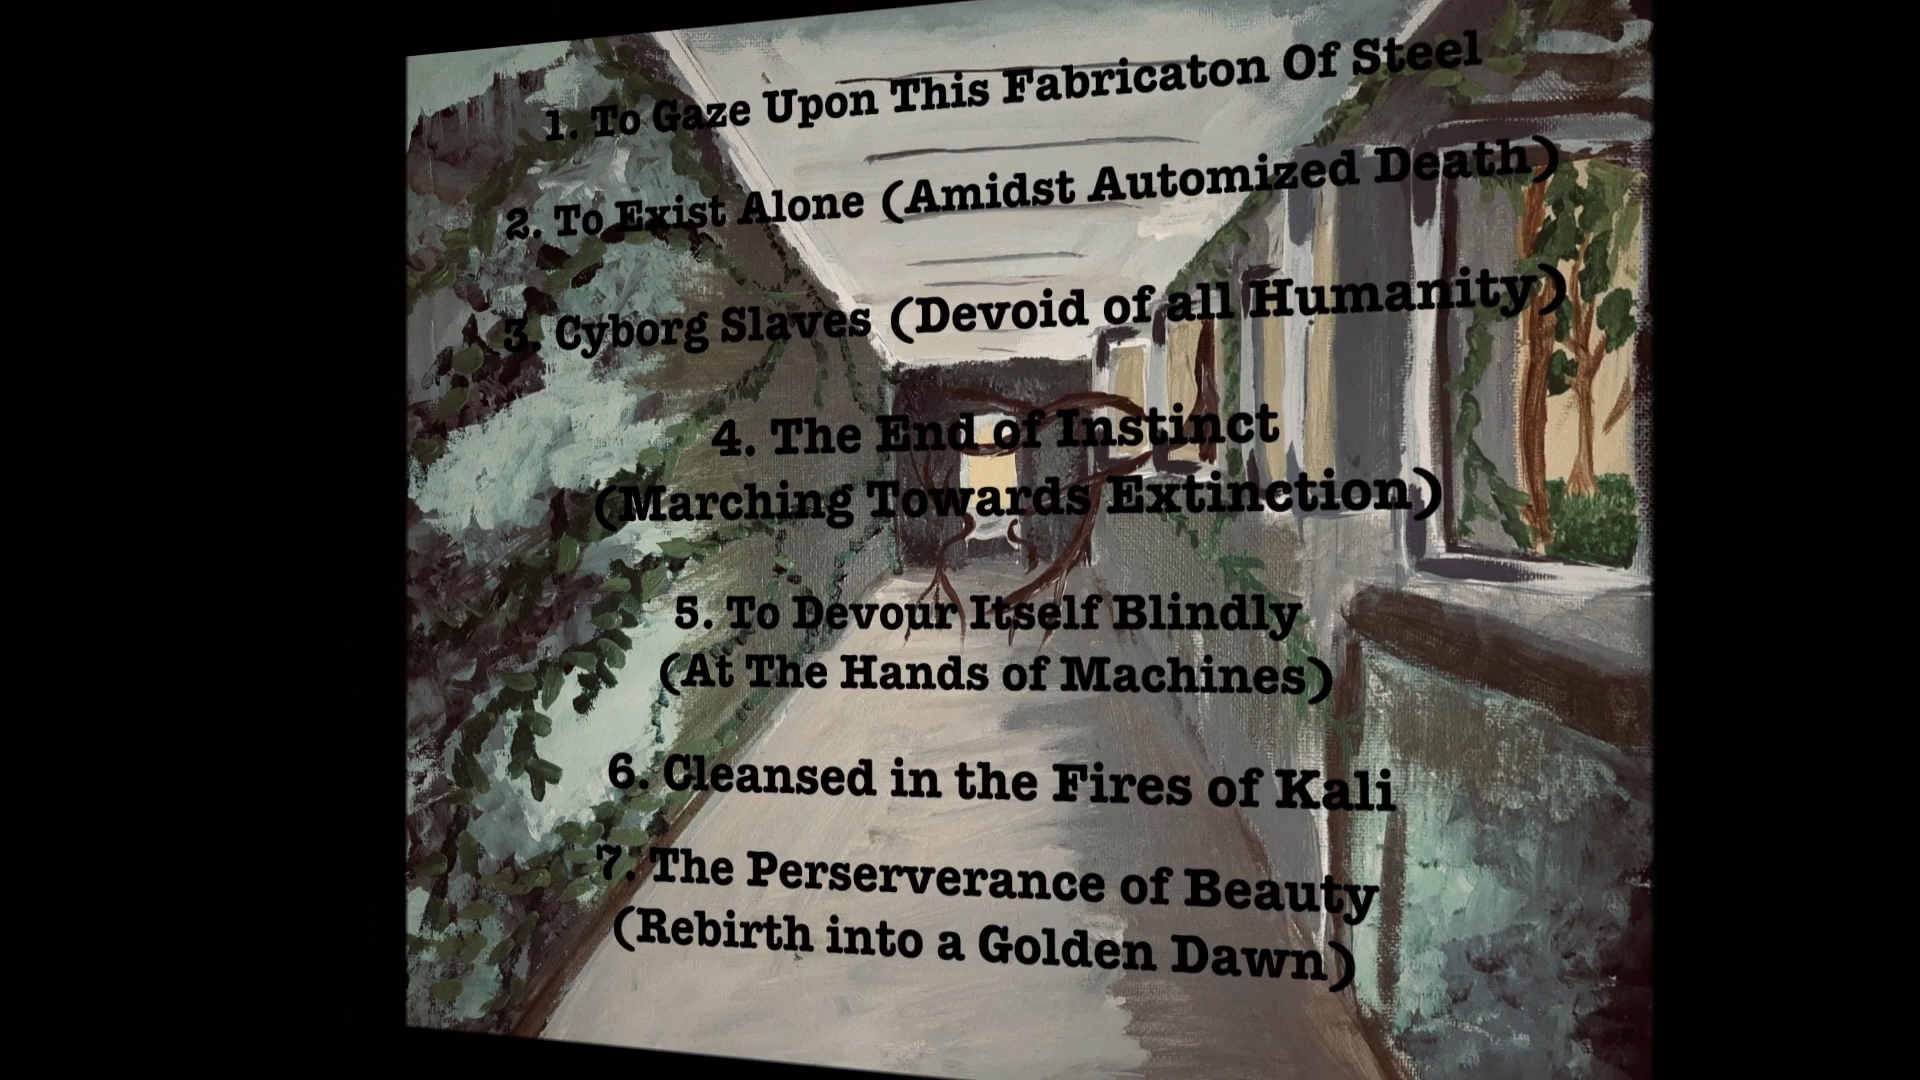 1. To Gaze Upon This Fabricaton Of Steel
2. To Exist Alone (Amidst Automized Death)
3. Cyborg Slaves (Devoid of all Humanity)
4. The End of Instinct
(Marching Towards Extinction)
5. To Devour Itself Blindly
(At The Hands of Machines)
6. Cleansed in the Fires of Kali
7. The Perserverance of Beauty
(Rebirth into a Golden Dawn)